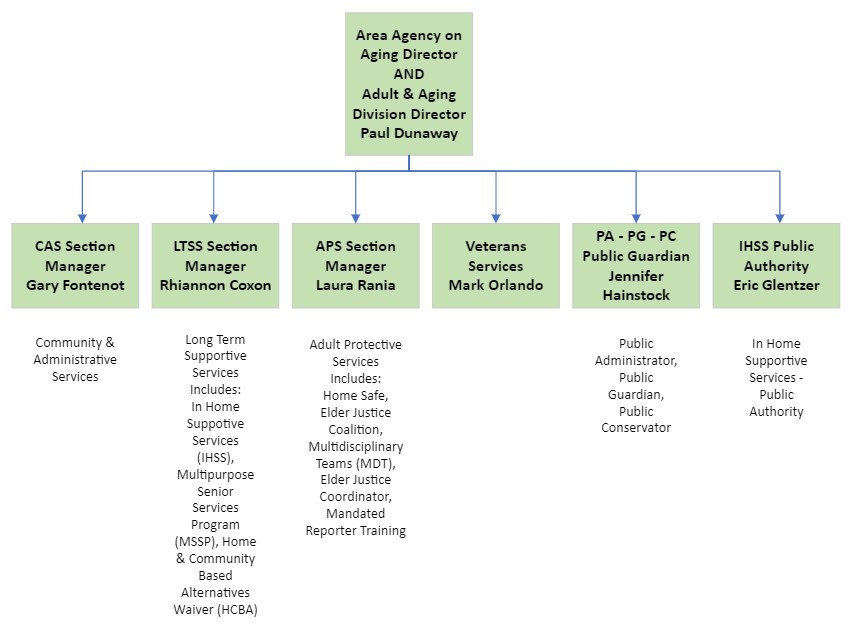 Area Agency on
Aging Director
AND
Adult & Aging
Division Director
Paul Dunaway
CAS Section
Manager
Gary Fontenot
LTSS Section
Manager
Rhiannon Coxon
APS Section
Manager
Laura Rania
Veterans
Services
Mark Orlando
PA - PG - PC
Public Guardian
Jennifer
Hainstock
IHSS Public
Authority
Eric Glentzer
Community &
Administrative
Services
Long Term
Supportive
Services
Includes:
In Home
Suppotive
Services
(IHSS),
Multipurpose
Senior
Services
Program
(MSSP), Home
& Community
Based
Alternatives
Waiver (HCBA)
Adult Protective
Services
Includes:
Home Safe,
Elder Justice
Coalition,
Multidisciplinary
Teams (MDT),
Elder Justice
Coordinator,
Mandated
Reporter Training
Public
Administrator,
Public
Guardian,
Public
Conservator
In Home
Supportive
Services -
Public
Authority